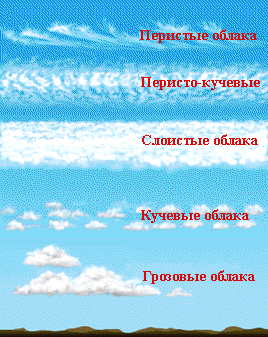 Перистые облака
Перисто-кучевые
Слоистые облака
Кучевые облака
Грозовые облака